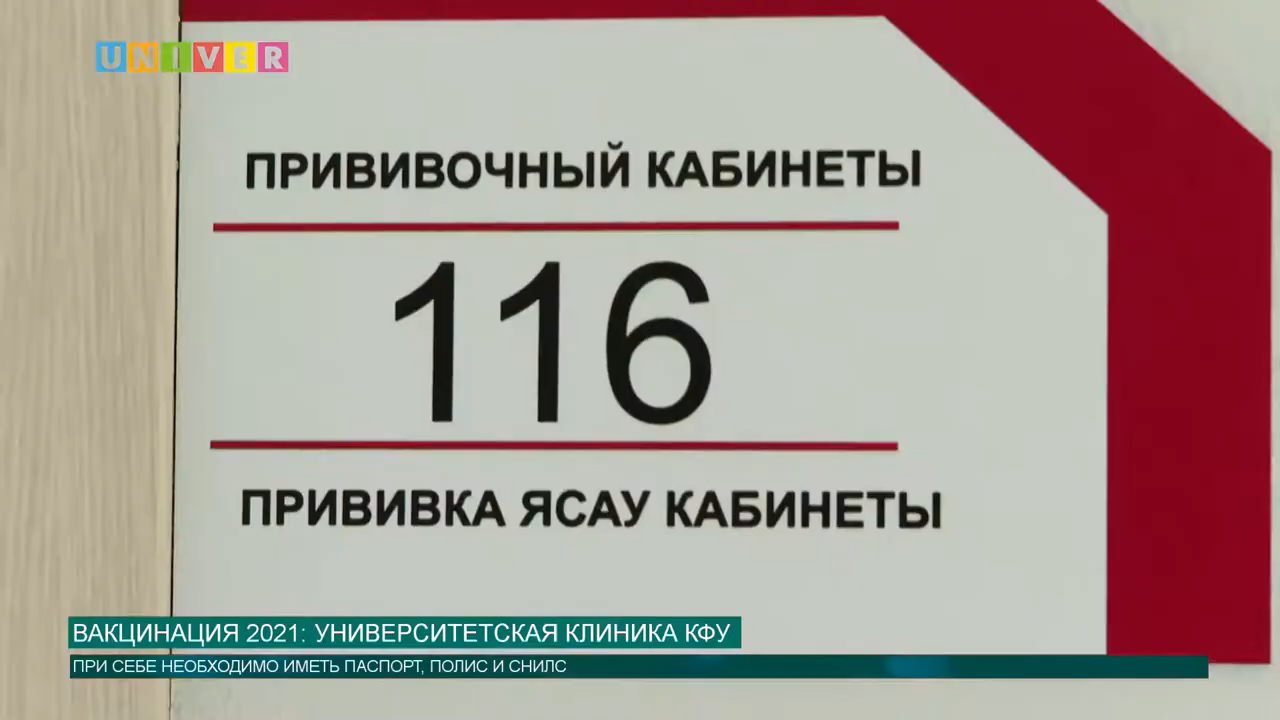 UNIVER
ПРИВИВОЧНЫЙ КАБИНЕТЫ
116
ПРИВИВКА ЯСАУ КАБИНЕТЫ
ВАКЦИНАЦИЯ 2021: УНИВЕРСИТЕТСКАЯ КЛИНИКА КФУ
ПРИ СЕБЕ НЕОБХОДИМО ИМЕТЬ ПАСПОРТ, ПОЛИС И СНИЛС